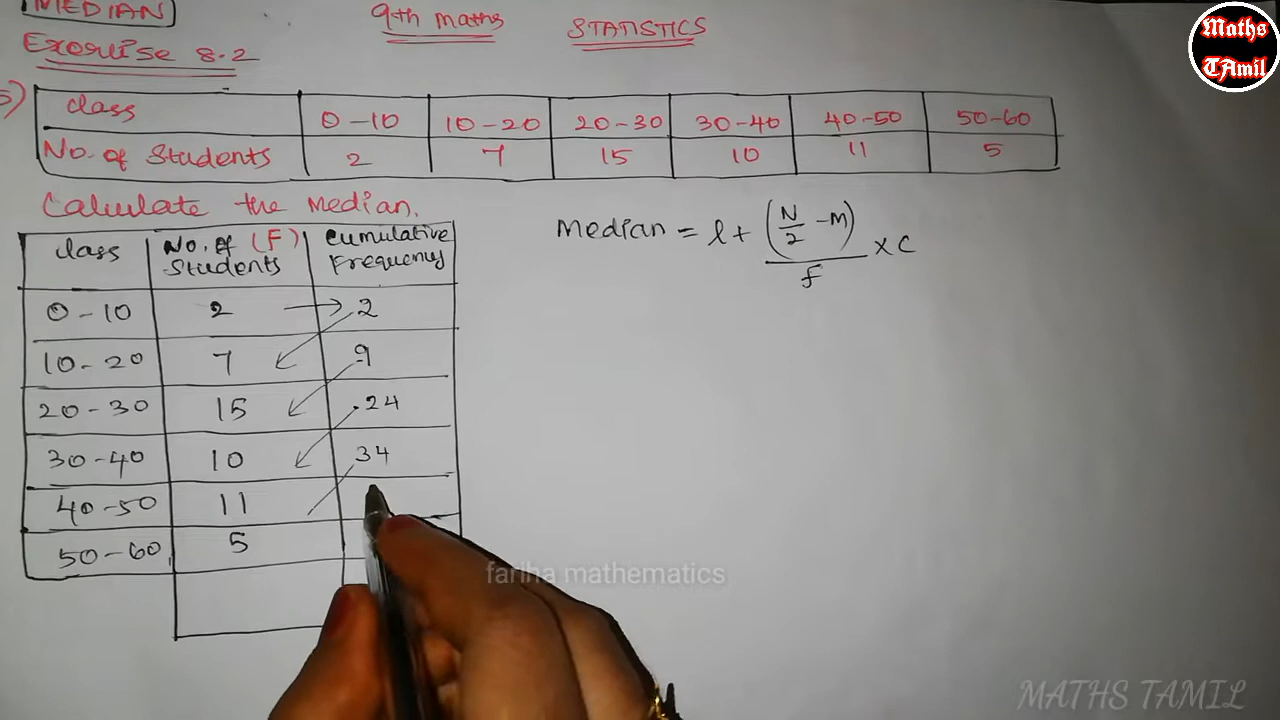 MEDIAN
9th maths STATISTICS
Exercise 8.2
Maths
TAmil
5)
class 0-10 10-20 20-30 30-40 40-50 50-60
No. of Students 2 7 15 10 11 5
Calculate the Median.
class No. of (F) Students Cumulative Frequency
0-10 2 2
10-20 7 9
20-30 15 24
30-40 10 34
40-50 11
50-60 5
Median = l + (N/2 - M)/f × C
fariha mathematics
MATHS TAMIL